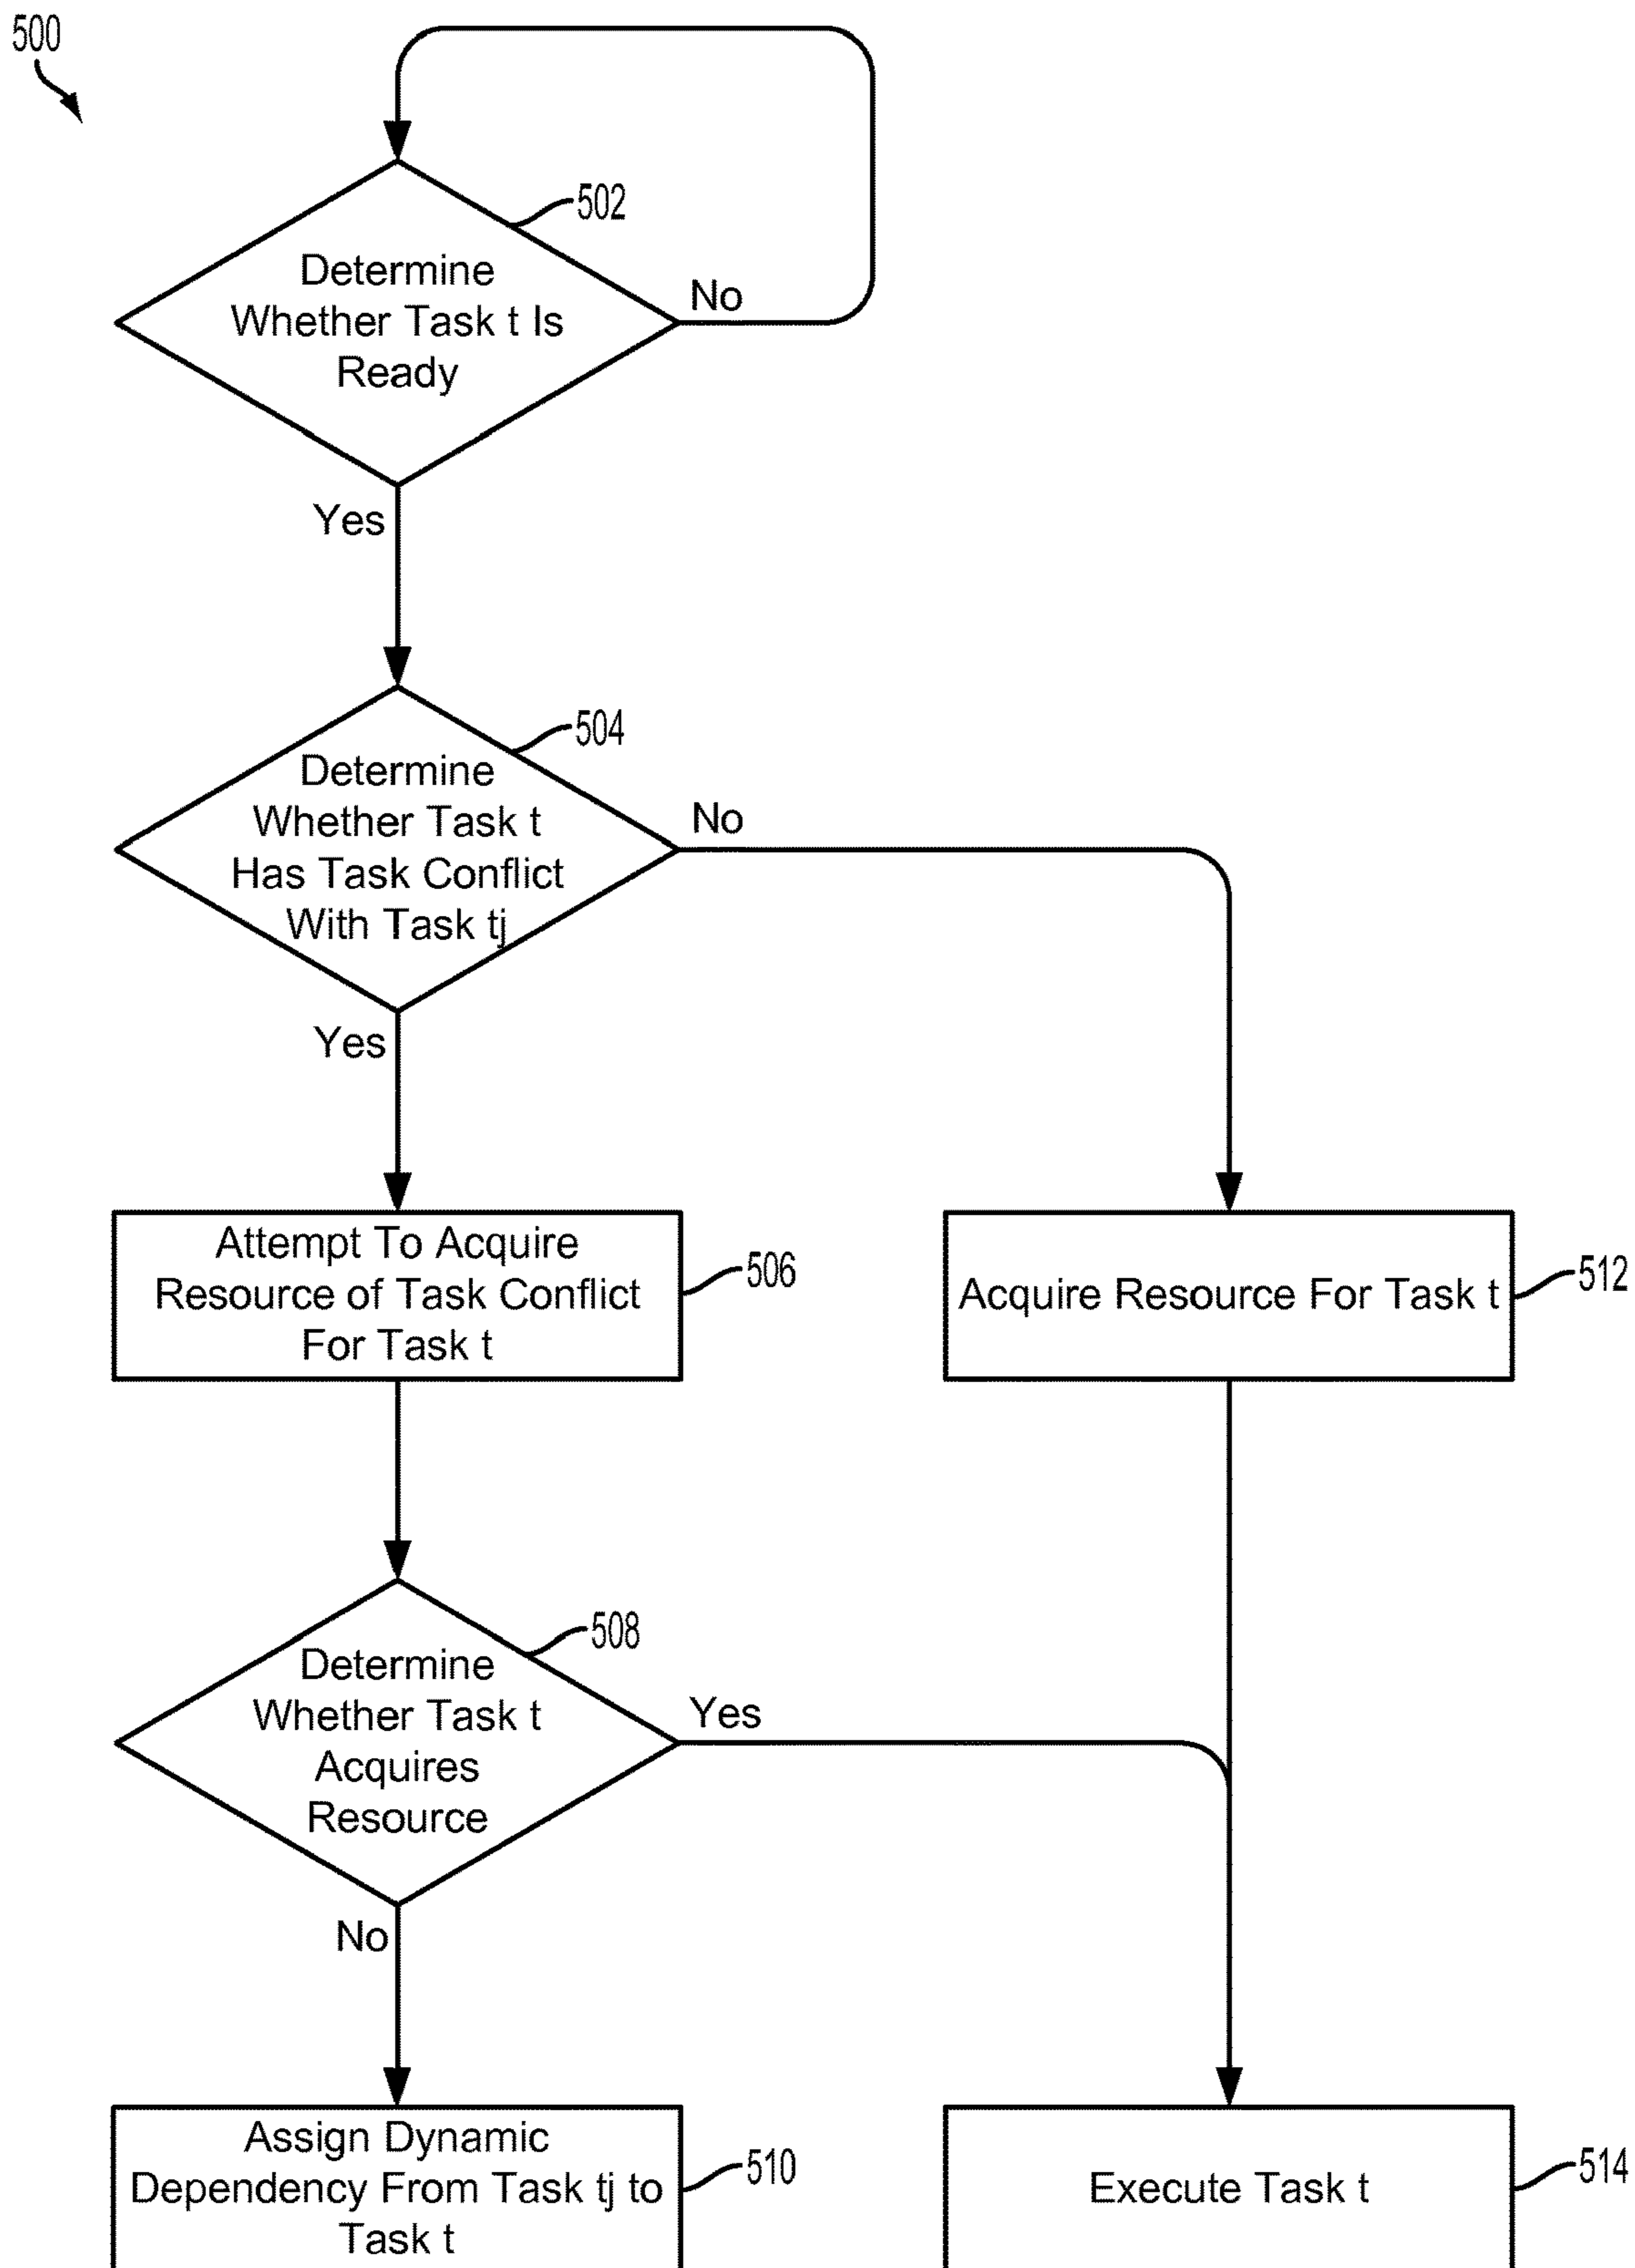 500
502
Determine
Whether Task t Is
Ready
No
Yes
504
Determine
Whether Task t
Has Task Conflict
With Task tj
No
Yes
Attempt To Acquire
Resource of Task Conflict
For Task t
506
Acquire Resource For Task t
512
508
Determine
Whether Task t
Acquires
Resource
Yes
No
Assign Dynamic
Dependency From Task tj to
Task t
510
Execute Task t
514